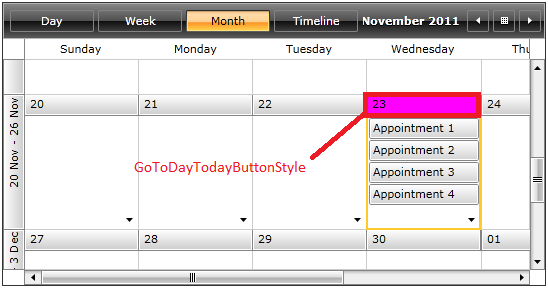 Day Week Month Timeline November 2011
Sunday Monday Tuesday Wednesday Thu
20 Nov - 26 Nov
20 21 22 23 24
Appointment 1
Appointment 2
GoToDayTodayButtonStyle
Appointment 3
Appointment 4
3 Dec
27 28 29 30 01